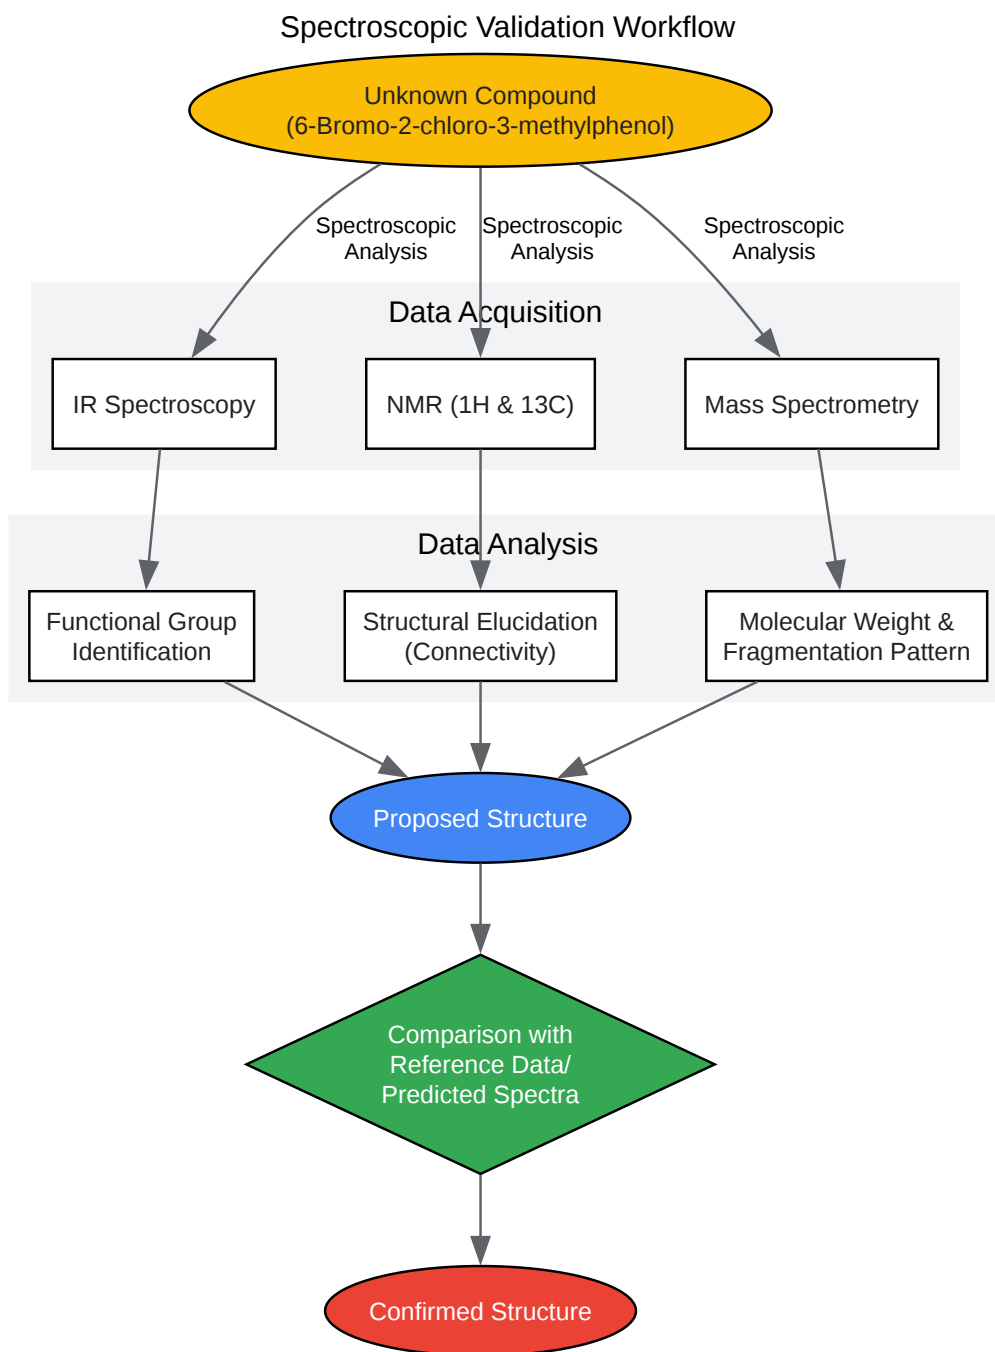 Spectroscopic Validation Workflow
Unknown Compound
(6-Bromo-2-chloro-3-methylphenol)
Spectroscopic
Analysis
Spectroscopic
Analysis
Spectroscopic
Analysis
Data Acquisition
IR Spectroscopy
NMR (1H & 13C)
Mass Spectrometry
Data Analysis
Functional Group
Identification
Structural Elucidation
(Connectivity)
Molecular Weight &
Fragmentation Pattern
Proposed Structure
Comparison with
Reference Data/
Predicted Spectra
Confirmed Structure